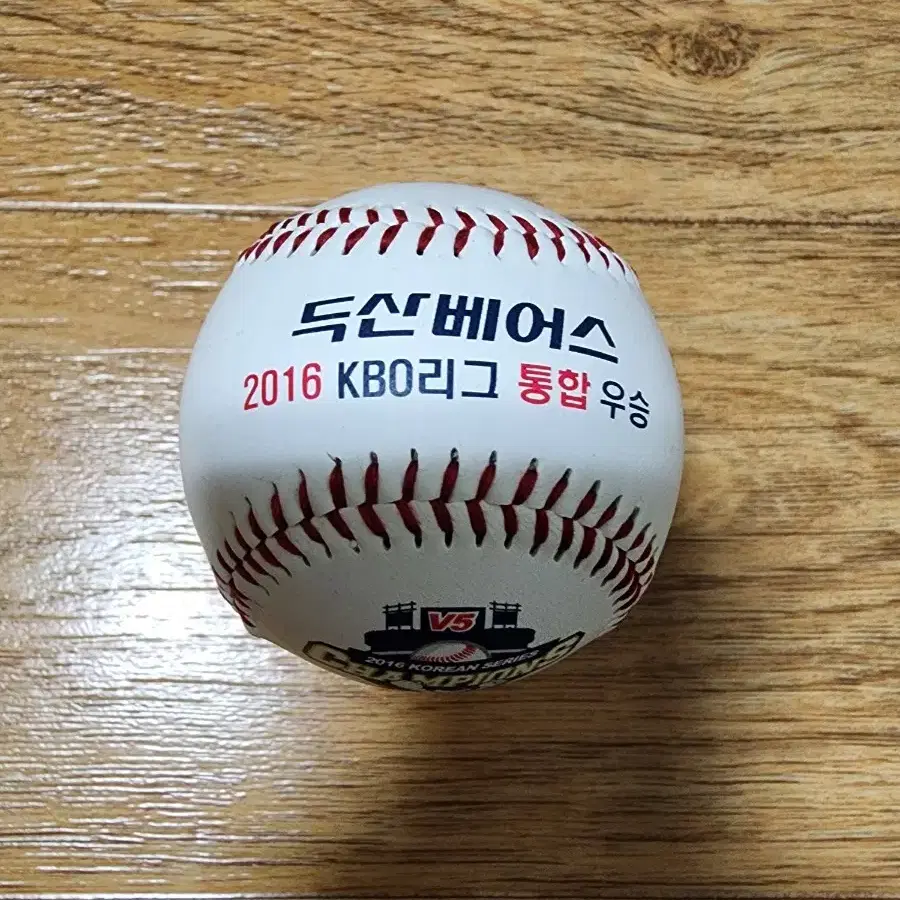 두산베어스
2016 KBO리그 통합 우승
V5
2016 KOREAN SERIES
CHAMPIONS